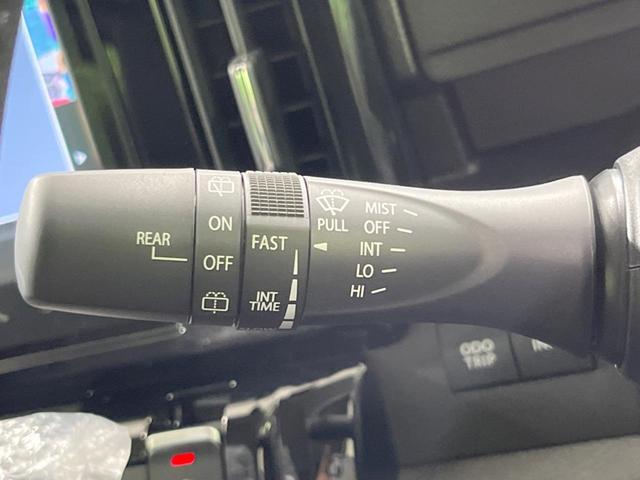 REAR
ON
OFF
FAST
INT
TIME
PULL
MIST
OFF
INT
LO
HI
ODO
TRIP